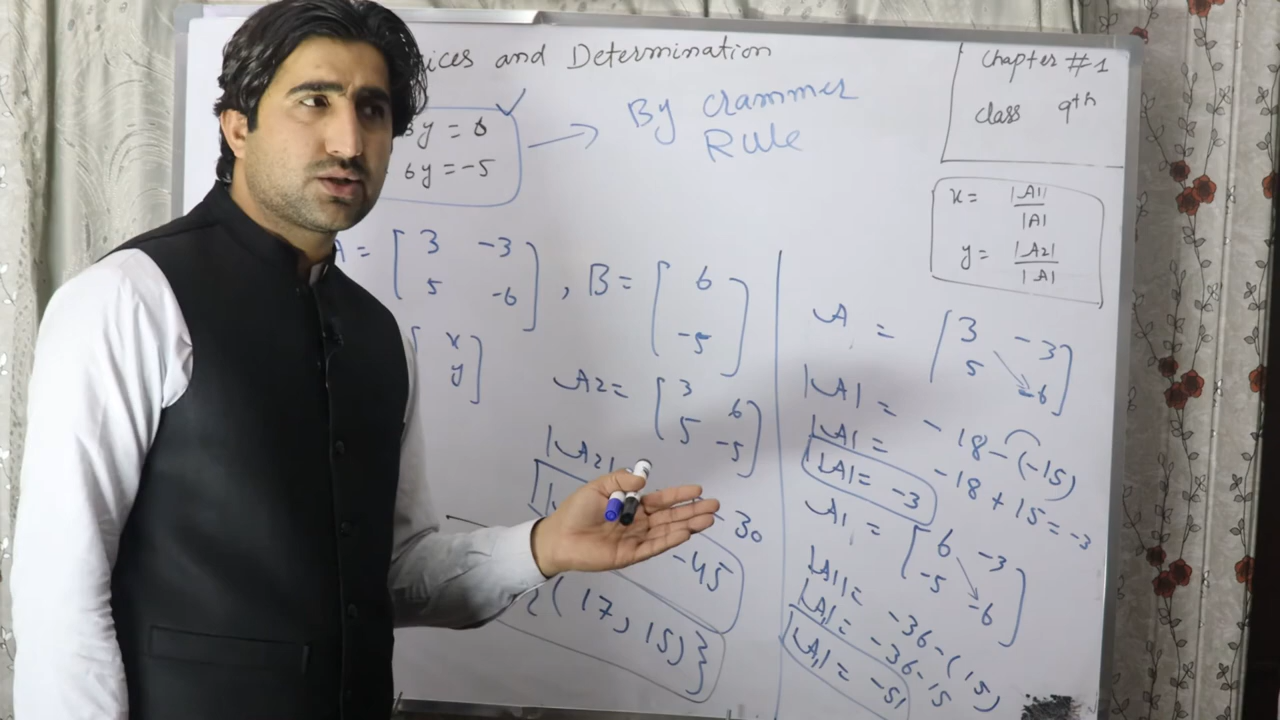 ices and Determination
3y = 6
6y = -5
By Crammer
Rule
Chapter #1
class 9th
x = |A1|
|A|
y = |A2|
|A|
A = [ 3 -3
5 -6 ]
, B = [ 6
-5 ]
[ x
y ]
A2 = [ 3 6
5 -5 ]
|A2|
- 30
-45
{(17, 15)}
A = [ 3 -3
5 -6 ]
|A| = -18-(-15)
|A| = -18+15=-3
|A| = -3
A1 = [ 6 -3
-5 -6 ]
|A1| = -36-(15)
|A1| = -36-15
|A1| = -51